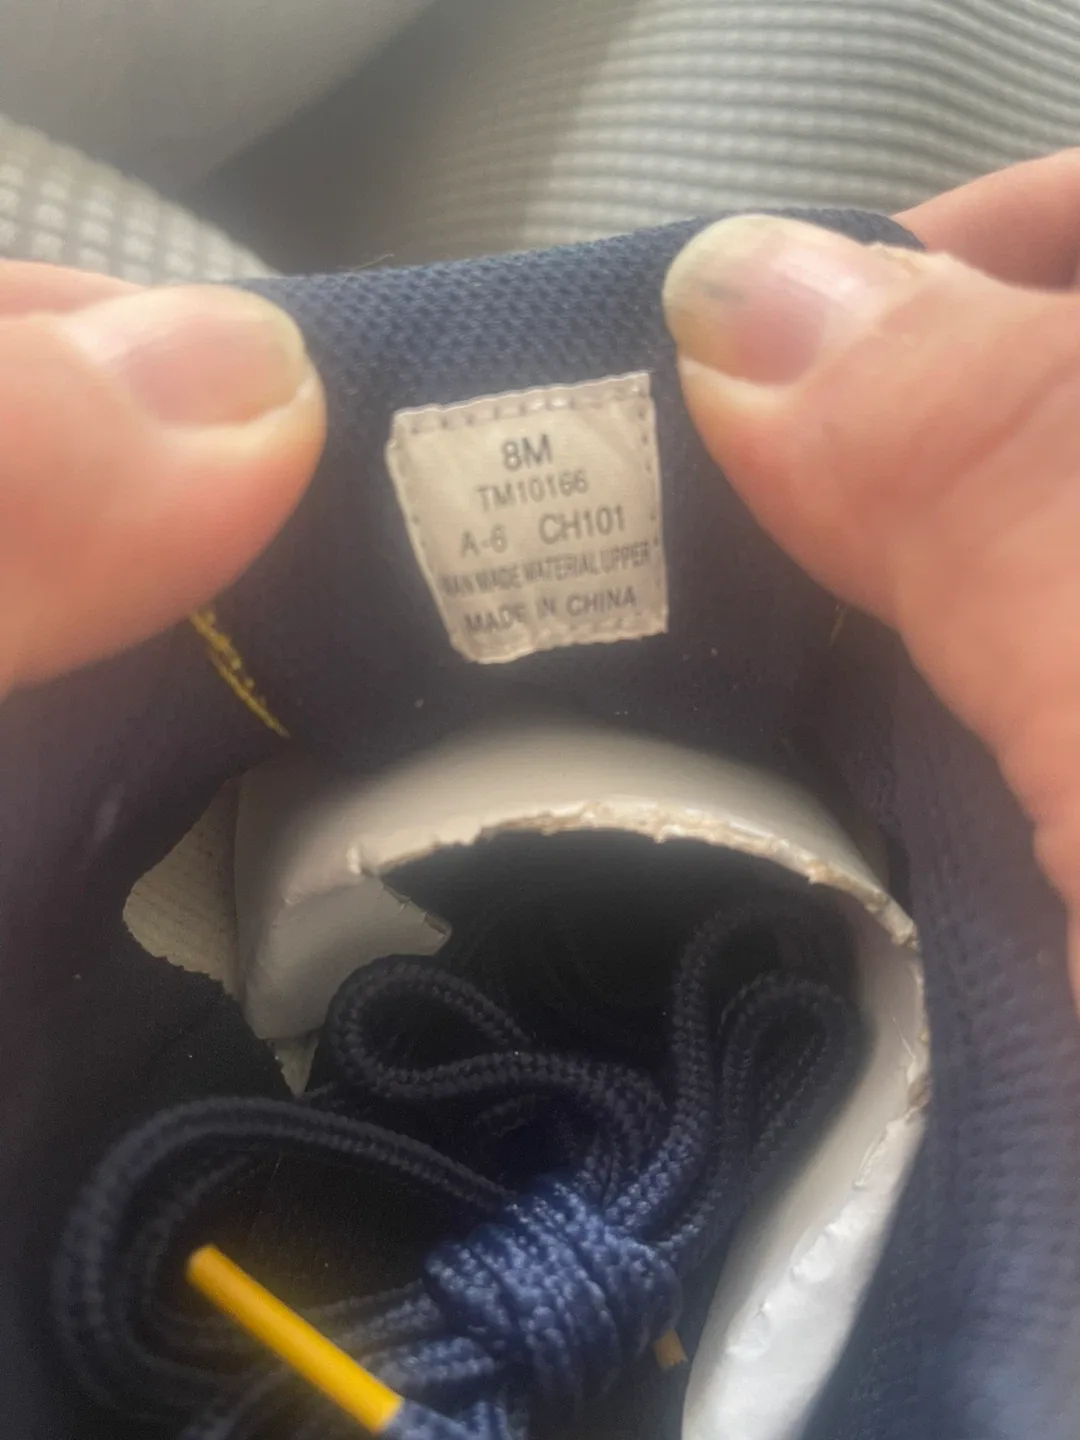 8M
TM10166
A-6 CH101
MAN MADE MATERIAL UPPER
MADE IN CHINA